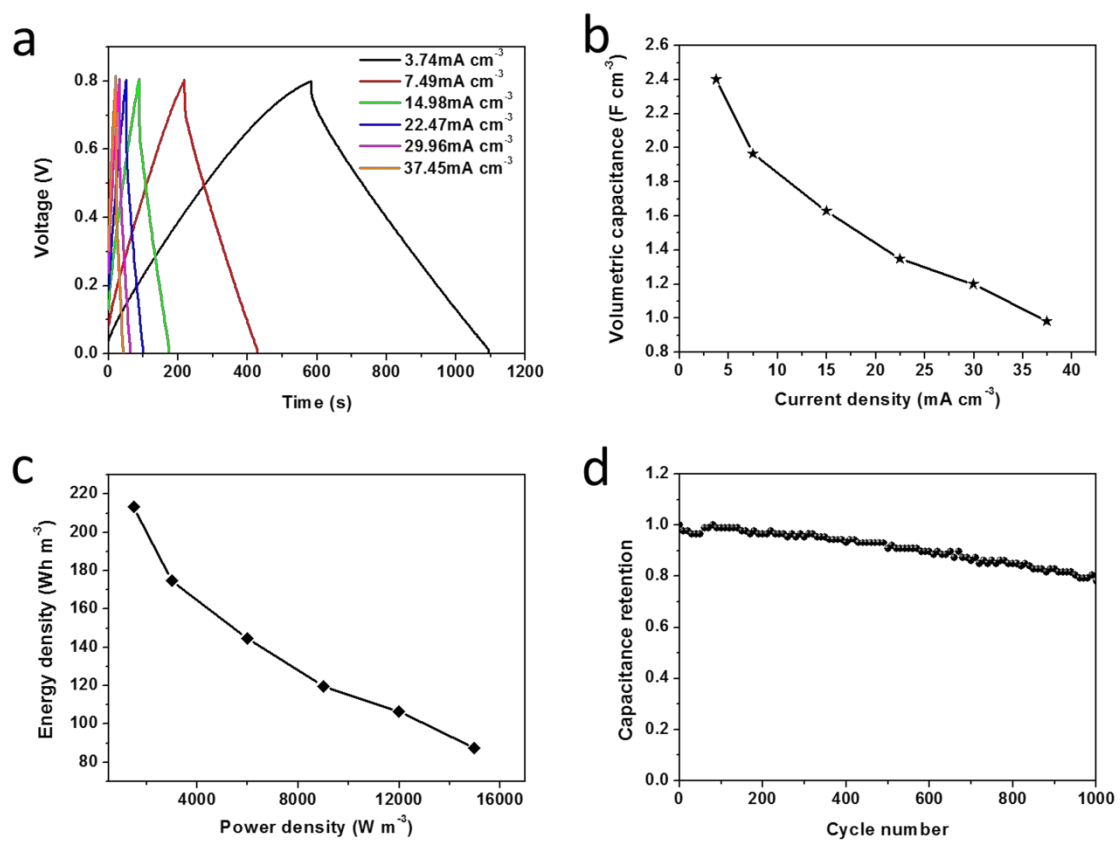 a
3.74mA cm-3
7.49mA cm-3
14.98mA cm-3
22.47mA cm-3
29.96mA cm-3
37.45mA cm-3
0.8
0.6
0.4
0.2
0.0
Voltage (V)
0 200 400 600 800 1000 1200
Time (s)
b
2.6
2.4
2.2
2.0
1.8
1.6
1.4
1.2
1.0
0.8
Volumetric capacitance (F cm-3)
0 5 10 15 20 25 30 35 40
Current density (mA cm-3)
c
220
200
180
160
140
120
100
80
Energy density (Wh m-3)
4000 8000 12000 16000
Power density (W m-3)
d
1.2
1.0
0.8
0.6
0.4
0.2
0.0
Capacitance retention
0 200 400 600 800 1000
Cycle number